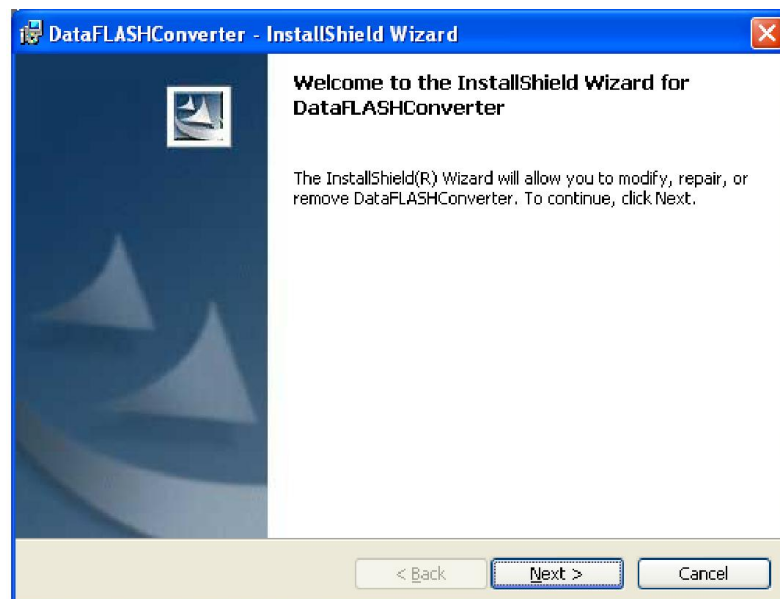 DataFLASHConverter - InstallShield Wizard
Welcome to the InstallShield Wizard for
DataFLASHConverter
The InstallShield(R) Wizard will allow you to modify, repair, or
remove DataFLASHConverter. To continue, click Next.
< Back
Next >
Cancel